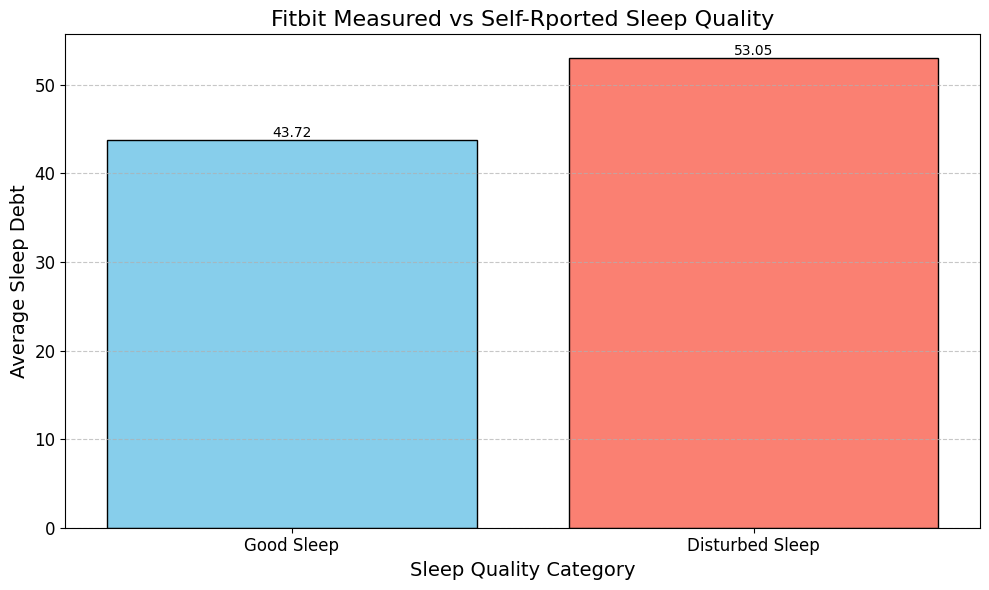 Fitbit Measured vs Self-Rported Sleep Quality
53.05
43.72
50
40
30
20
10
0
Average Sleep Debt
Good Sleep
Disturbed Sleep
Sleep Quality Category